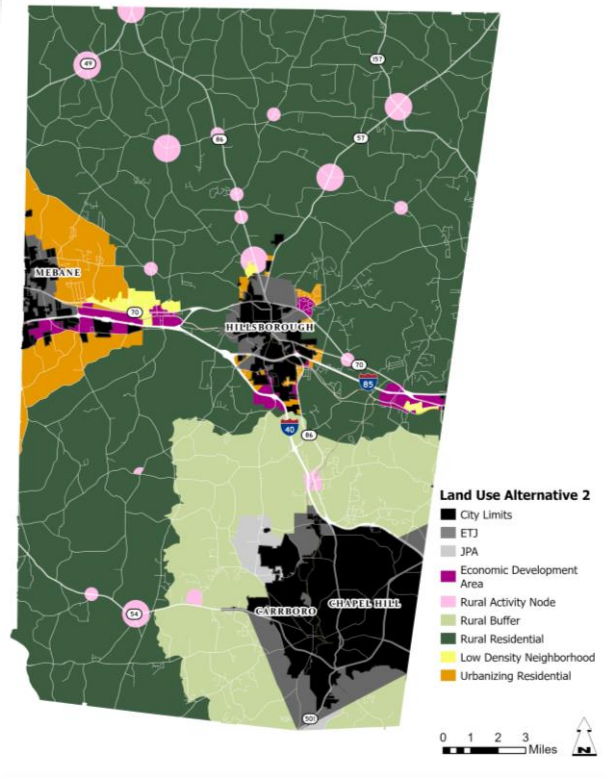 49
157
86
57
MEBANE
70
HILLSBOROUGH
70
85
40
86
Land Use Alternative 2
City Limits
ETJ
JPA
Economic Development
Area
Rural Activity Node
Rural Buffer
Rural Residential
Low Density Neighborhood
Urbanizing Residential
54
CARRBORO
CHAPEL HILL
501
0 1 2 3
Miles
N